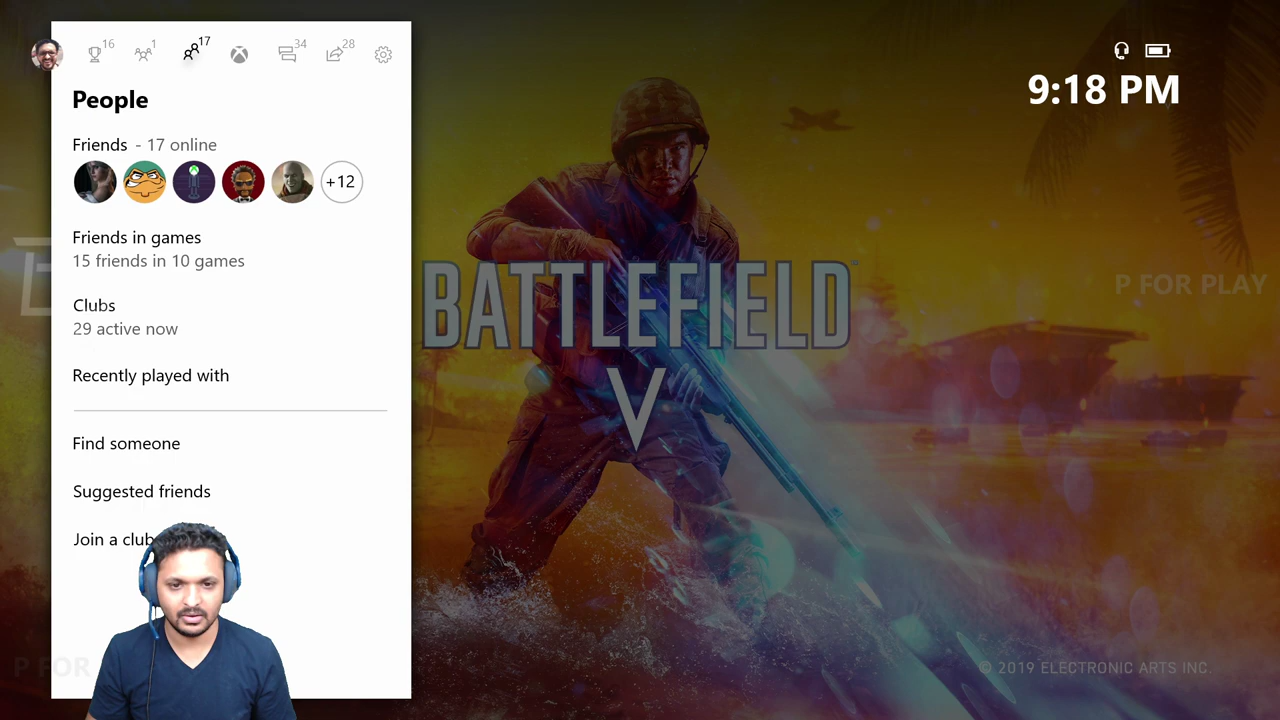 16
1
17
34
28
9:18 PM
People
Friends - 17 online
+12
Friends in games
15 friends in 10 games
Clubs
29 active now
Recently played with
Find someone
Suggested friends
Join a club
BATTLEFIELD
V
P FOR PLAY
P FOR
© 2019 ELECTRONIC ARTS INC.